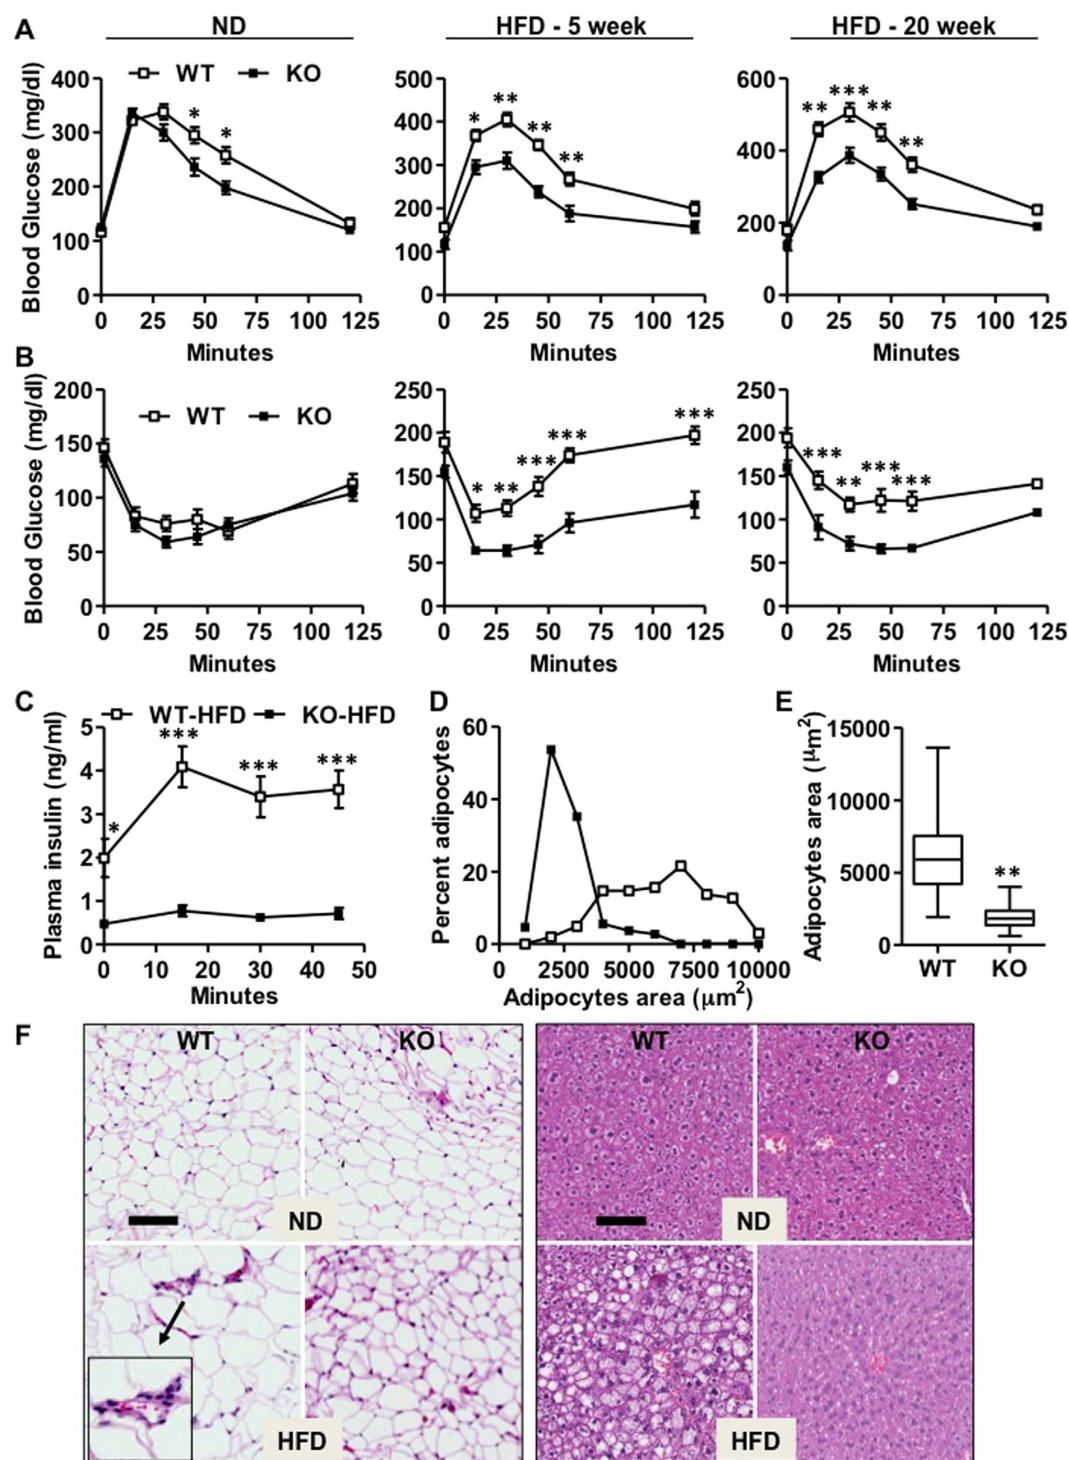 A
ND
HFD - 5 week
HFD - 20 week
WT KO
Blood Glucose (mg/dl)
400
300
200
100
0
0 25 50 75 100 125
Minutes
500
400
300
200
100
0
* ** ** **
* *
0 25 50 75 100 125
Minutes
600
400
200
0
** *** ** **
0 25 50 75 100 125
Minutes
B
WT KO
Blood Glucose (mg/dl)
200
150
100
50
0
0 25 50 75 100 125
Minutes
250
200
150
100
50
0
* ** *** *** ***
0 25 50 75 100 125
Minutes
250
200
150
100
50
0
*** ** *** ***
0 25 50 75 100 125
Minutes
C
WT-HFD KO-HFD
Plasma insulin (ng/ml)
5
4
3
2
1
0
* *** *** ***
0 10 20 30 40 50
Minutes
D
Percent adipocytes
60
40
20
0
0 2500 5000 7500 10000
Adipocytes area (μm²)
E
Adipocytes area (μm²)
15000
10000
5000
0
**
WT KO
F
WT KO
ND
HFD
WT KO
ND
HFD